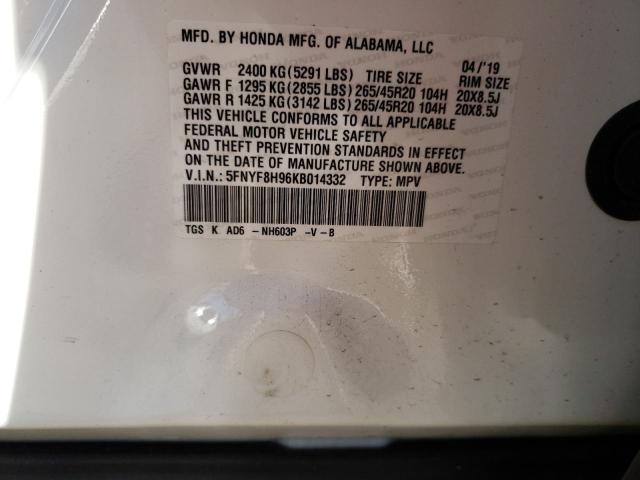 MFD. BY HONDA MFG. OF ALABAMA, LLC
04/'19
GVWR 2400 KG (5291 LBS) TIRE SIZE RIM SIZE
GAWR F 1295 KG (2855 LBS) 265/45R20 104H 20X8.5J
GAWR R 1425 KG (3142 LBS) 265/45R20 104H 20X8.5J
THIS VEHICLE CONFORMS TO ALL APPLICABLE
FEDERAL MOTOR VEHICLE SAFETY
AND THEFT PREVENTION STANDARDS IN EFFECT
ON THE DATE OF MANUFACTURE SHOWN ABOVE.
V.I.N.: 5FNYF8H96KB014332 TYPE: MPV
TGS K AD6 -NH603P -V-B